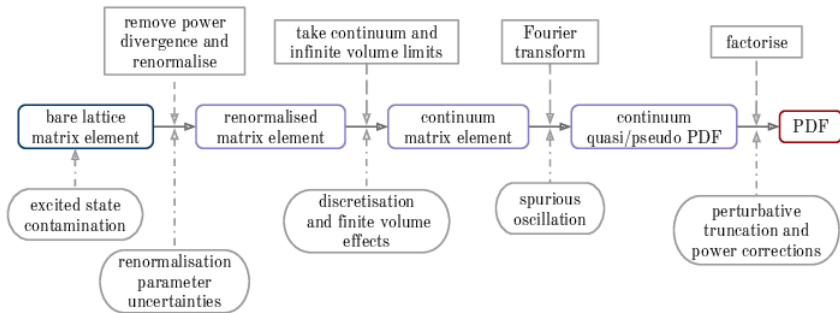 remove power
divergence and
renormalise
take continuum and
infinite volume limits
Fourier
transform
factorise
bare lattice
matrix element
renormalised
matrix element
continuum
matrix element
continuum
quasi/pseudo PDF
PDF
excited state
contamination
renormalisation
parameter
uncertainties
discretisation
and finite volume
effects
spurious
oscillation
perturbative
truncation and
power corrections